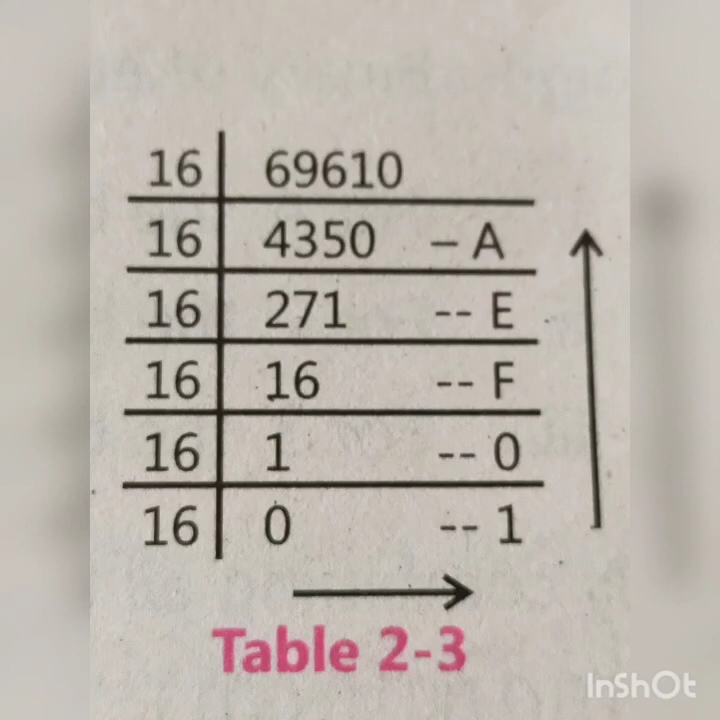 16 69610
16 4350 – A
16 271 -- E
16 16 -- F
16 1 -- 0
16 0 -- 1
Table 2-3
InShOt